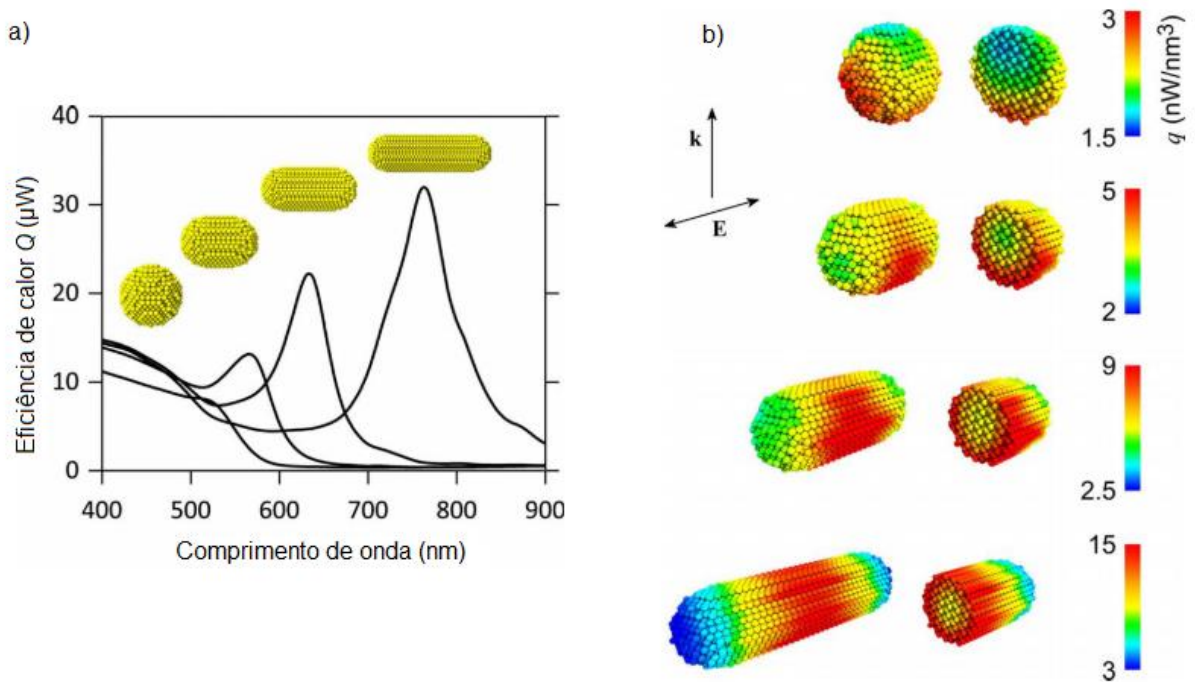 a)
Eficiência de calor Q (µW)
40
30
20
10
0
400 500 600 700 800 900
Comprimento de onda (nm)
b)
k
E
3
1.5
q (nW/nm³)
5
2
9
2.5
15
3